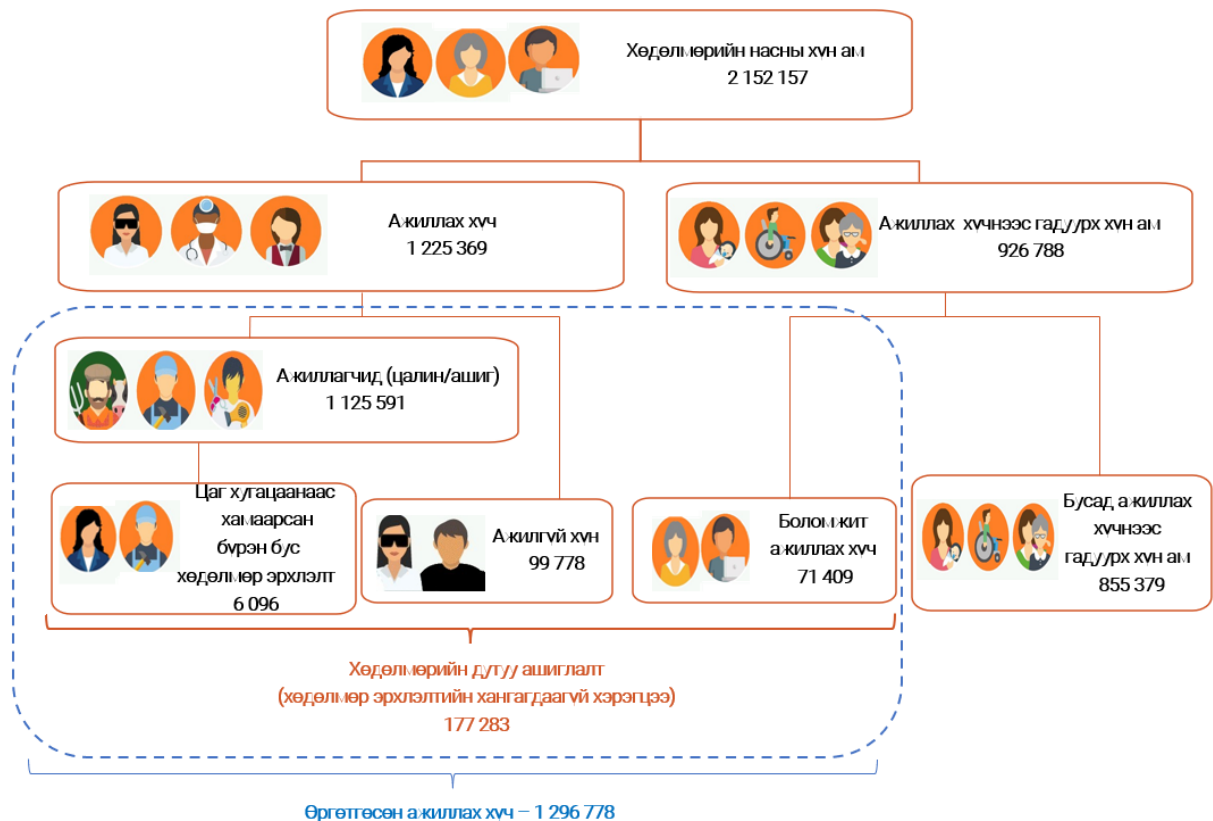 Хөдөлмөрийн насны хүн ам
2 152 157
Ажиллах хүч
1 225 369
Ажиллах хүчнээс гадуурх хүн ам
926 788
Ажиллагчид (цалин/ашиг)
1 125 591
Цаг хугацаанаас
хамаарсан
бүрэн бус
хөдөлмөр эрхлэлт
6 096
Ажилгүй хүн
99 778
Боломжит
ажиллах хүч
71 409
Бусад ажиллах
хүчнээс
гадуурх хүн ам
855 379
Хөдөлмөрийн дутуу ашиглалт
(хөдөлмөр эрхлэлтийн хангагдаагүй хэрэгцээ)
177 283
Өргөтгөсөн ажиллах хүч – 1 296 778